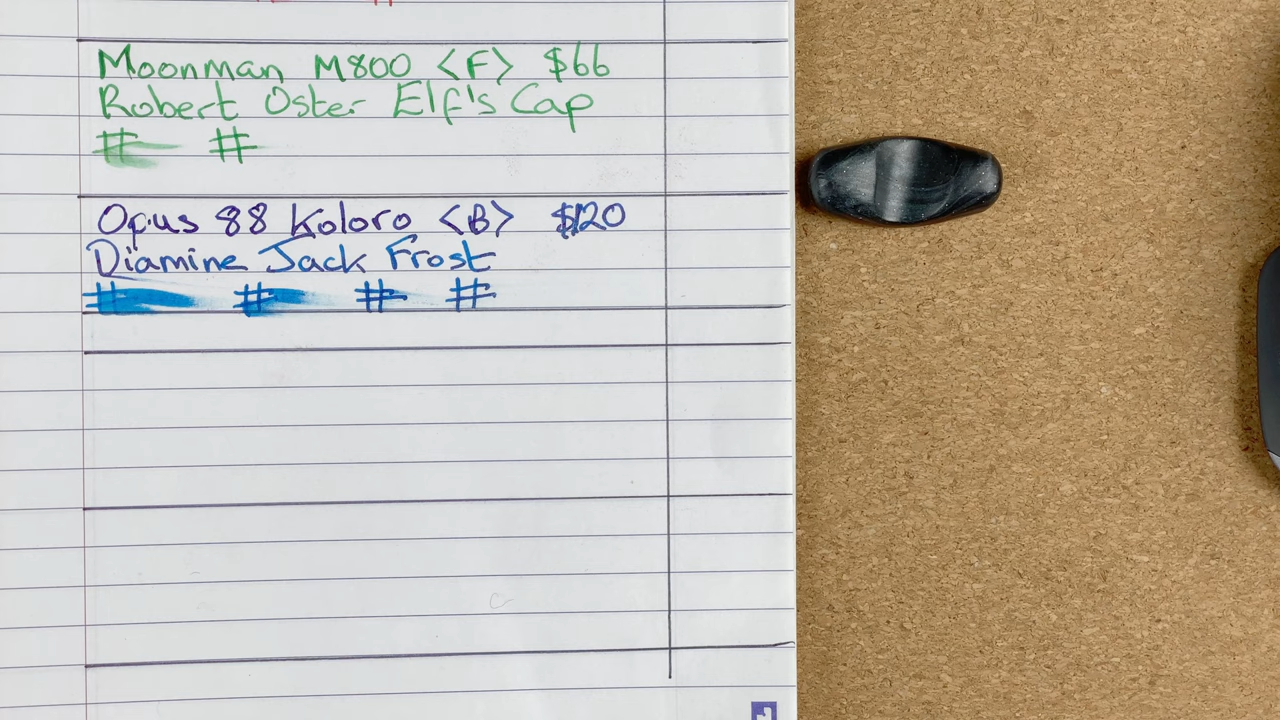 Moonman M800 <F> $66
Robert Oster Elf's Cap
# #
Opus 88 Koloro <B> $120
Diamine Jack Frost
# # # #